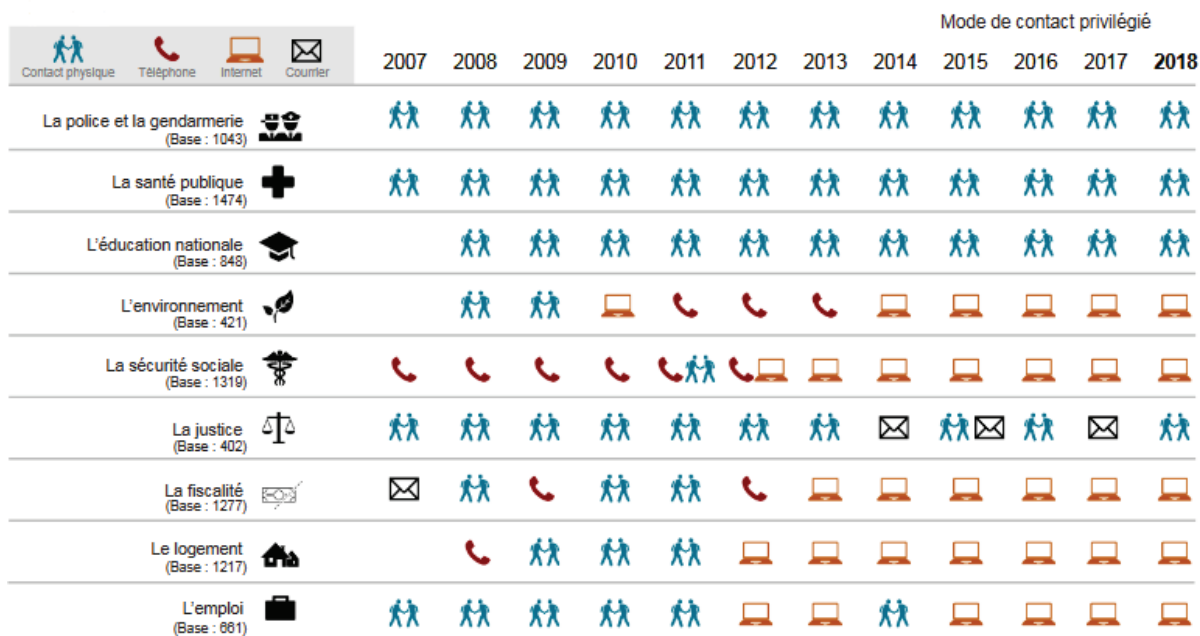 Mode de contact privilégié
Contact physique Téléphone Internet Courrier
2007 2008 2009 2010 2011 2012 2013 2014 2015 2016 2017 2018
La police et la gendarmerie
(Base : 1043)
La santé publique
(Base : 1474)
L'éducation nationale
(Base : 848)
L'environnement
(Base : 421)
La sécurité sociale
(Base : 1319)
La justice
(Base : 402)
La fiscalité
(Base : 1277)
Le logement
(Base : 1217)
L'emploi
(Base : 661)